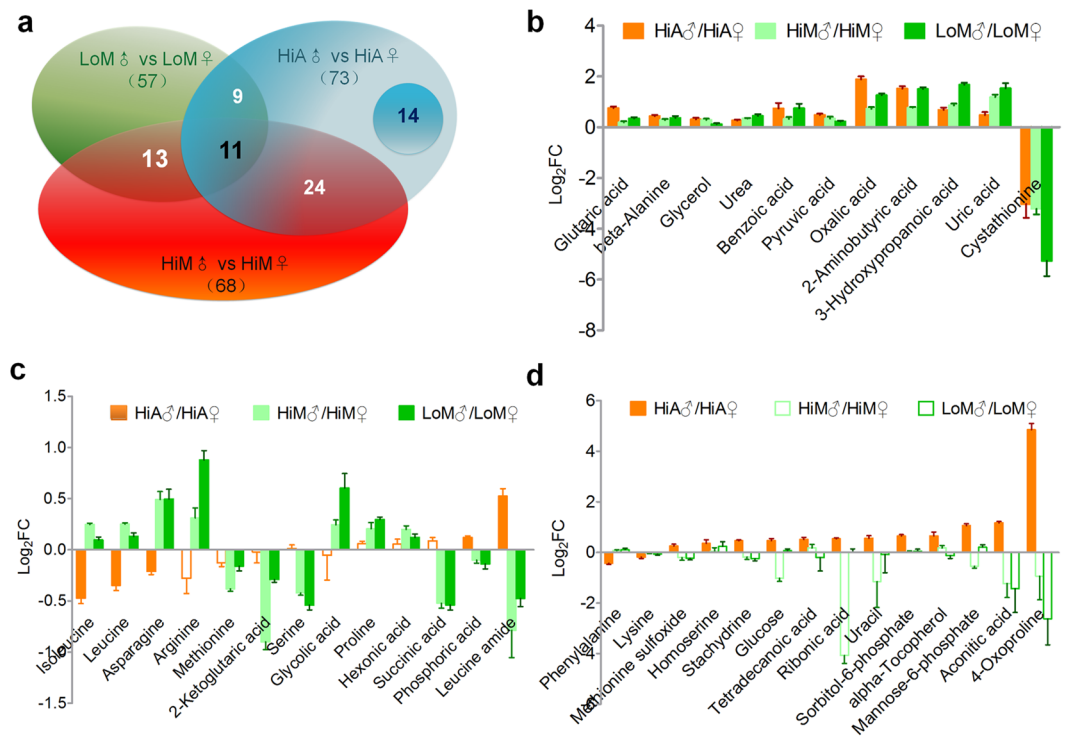 a
LoM♂ vs LoM♀
(57)
HiA♂ vs HiA♀
(73)
9
14
13
11
24
HiM♂ vs HiM♀
(68)
b
HiA♂/HiA♀
HiM♂/HiM♀
LoM♂/LoM♀
Log2FC
4
2
0
-2
-4
-6
-8
Glutaric acid
beta-Alanine
Glycerol
Urea
Benzoic acid
Pyruvic acid
Oxalic acid
2-Aminobutyric acid
3-Hydroxypropanoic acid
Uric acid
Cystathionine
c
HiA♂/HiA♀
HiM♂/HiM♀
LoM♂/LoM♀
Log2FC
1.5
1.0
0.5
0.0
-0.5
-1.0
-1.5
Isoleucine
Leucine
Asparagine
Arginine
Methionine
2-Ketoglutaric acid
Serine
Glycolic acid
Proline
Hexonic acid
Succinic acid
Phosphoric acid
Leucine amide
d
HiA♂/HiA♀
HiM♂/HiM♀
LoM♂/LoM♀
Log2FC
6
4
2
0
-2
Phenylalanine
Lysine
Methionine sulfoxide
Homoserine
Stachydrine
Glucose
Tetradecanoic acid
Ribonic acid
Uracil
Sorbitol-6-phosphate
alpha-Tocopherol
Mannose-6-phosphate
Aconitic acid
4-Oxoproline